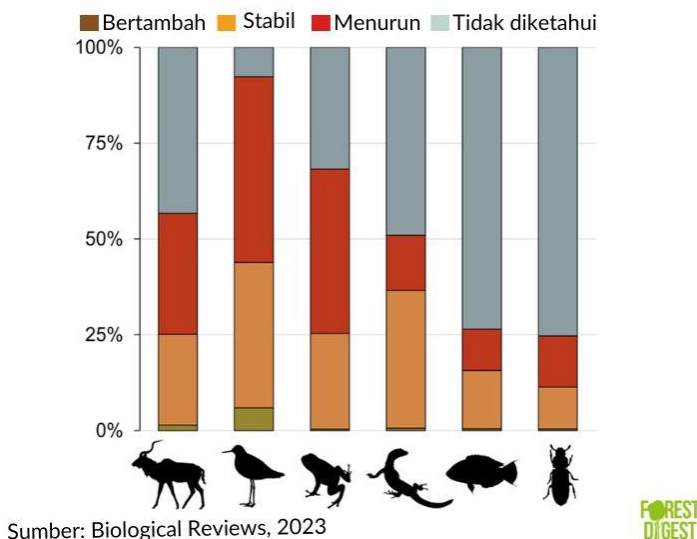 Bertambah Stabil Menurun Tidak diketahui
100%
75%
50%
25%
0%
Sumber: Biological Reviews, 2023
FOREST
DIGEST